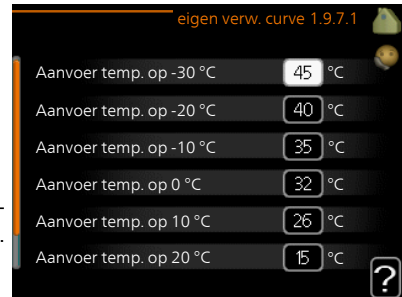 eigen verw. curve 1.9.7.1
Aanvoer temp. op -30 °C 45 °C
Aanvoer temp. op -20 °C 40 °C
Aanvoer temp. op -10 °C 35 °C
Aanvoer temp. op 0 °C 32 °C
Aanvoer temp. op 10 °C 26 °C
Aanvoer temp. op 20 °C 15 °C
?